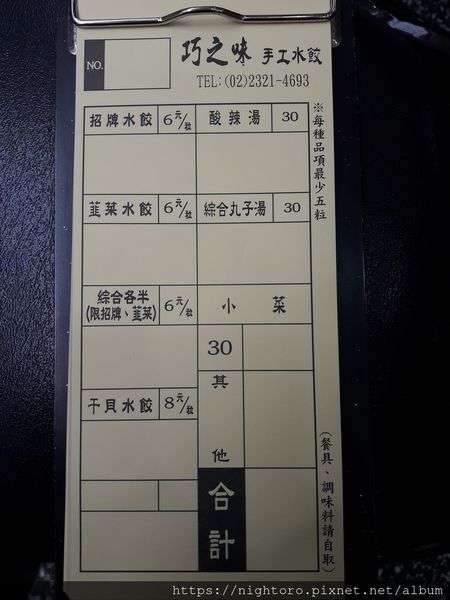 NO.
巧之味 手工水餃
TEL:(02)2321-4693
招牌水餃 6元/粒 酸辣湯 30
韮菜水餃 6元/粒 綜合丸子湯 30
綜合各半 6元/粒 小菜
(限招牌、韮菜)
30
干貝水餃 8元/粒 其他
合計
※每種品項最少五粒
(餐具、調味料請自取)
https://nightoro.pixnet.net/album